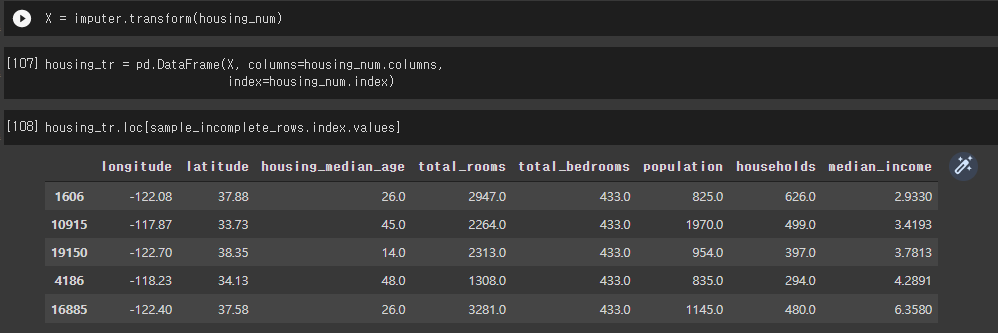 X = imputer.transform(housing_num)
[107] housing_tr = pd.DataFrame(X, columns=housing_num.columns,
index=housing_num.index)
[108] housing_tr.loc[sample_incomplete_rows.index.values]
longitude latitude housing_median_age total_rooms total_bedrooms population households median_income
1606 -122.08 37.88 26.0 2947.0 433.0 825.0 626.0 2.9330
10915 -117.87 33.73 45.0 2264.0 433.0 1970.0 499.0 3.4193
19150 -122.70 38.35 14.0 2313.0 433.0 954.0 397.0 3.7813
4186 -118.23 34.13 48.0 1308.0 433.0 835.0 294.0 4.2891
16885 -122.40 37.58 26.0 3281.0 433.0 1145.0 480.0 6.3580